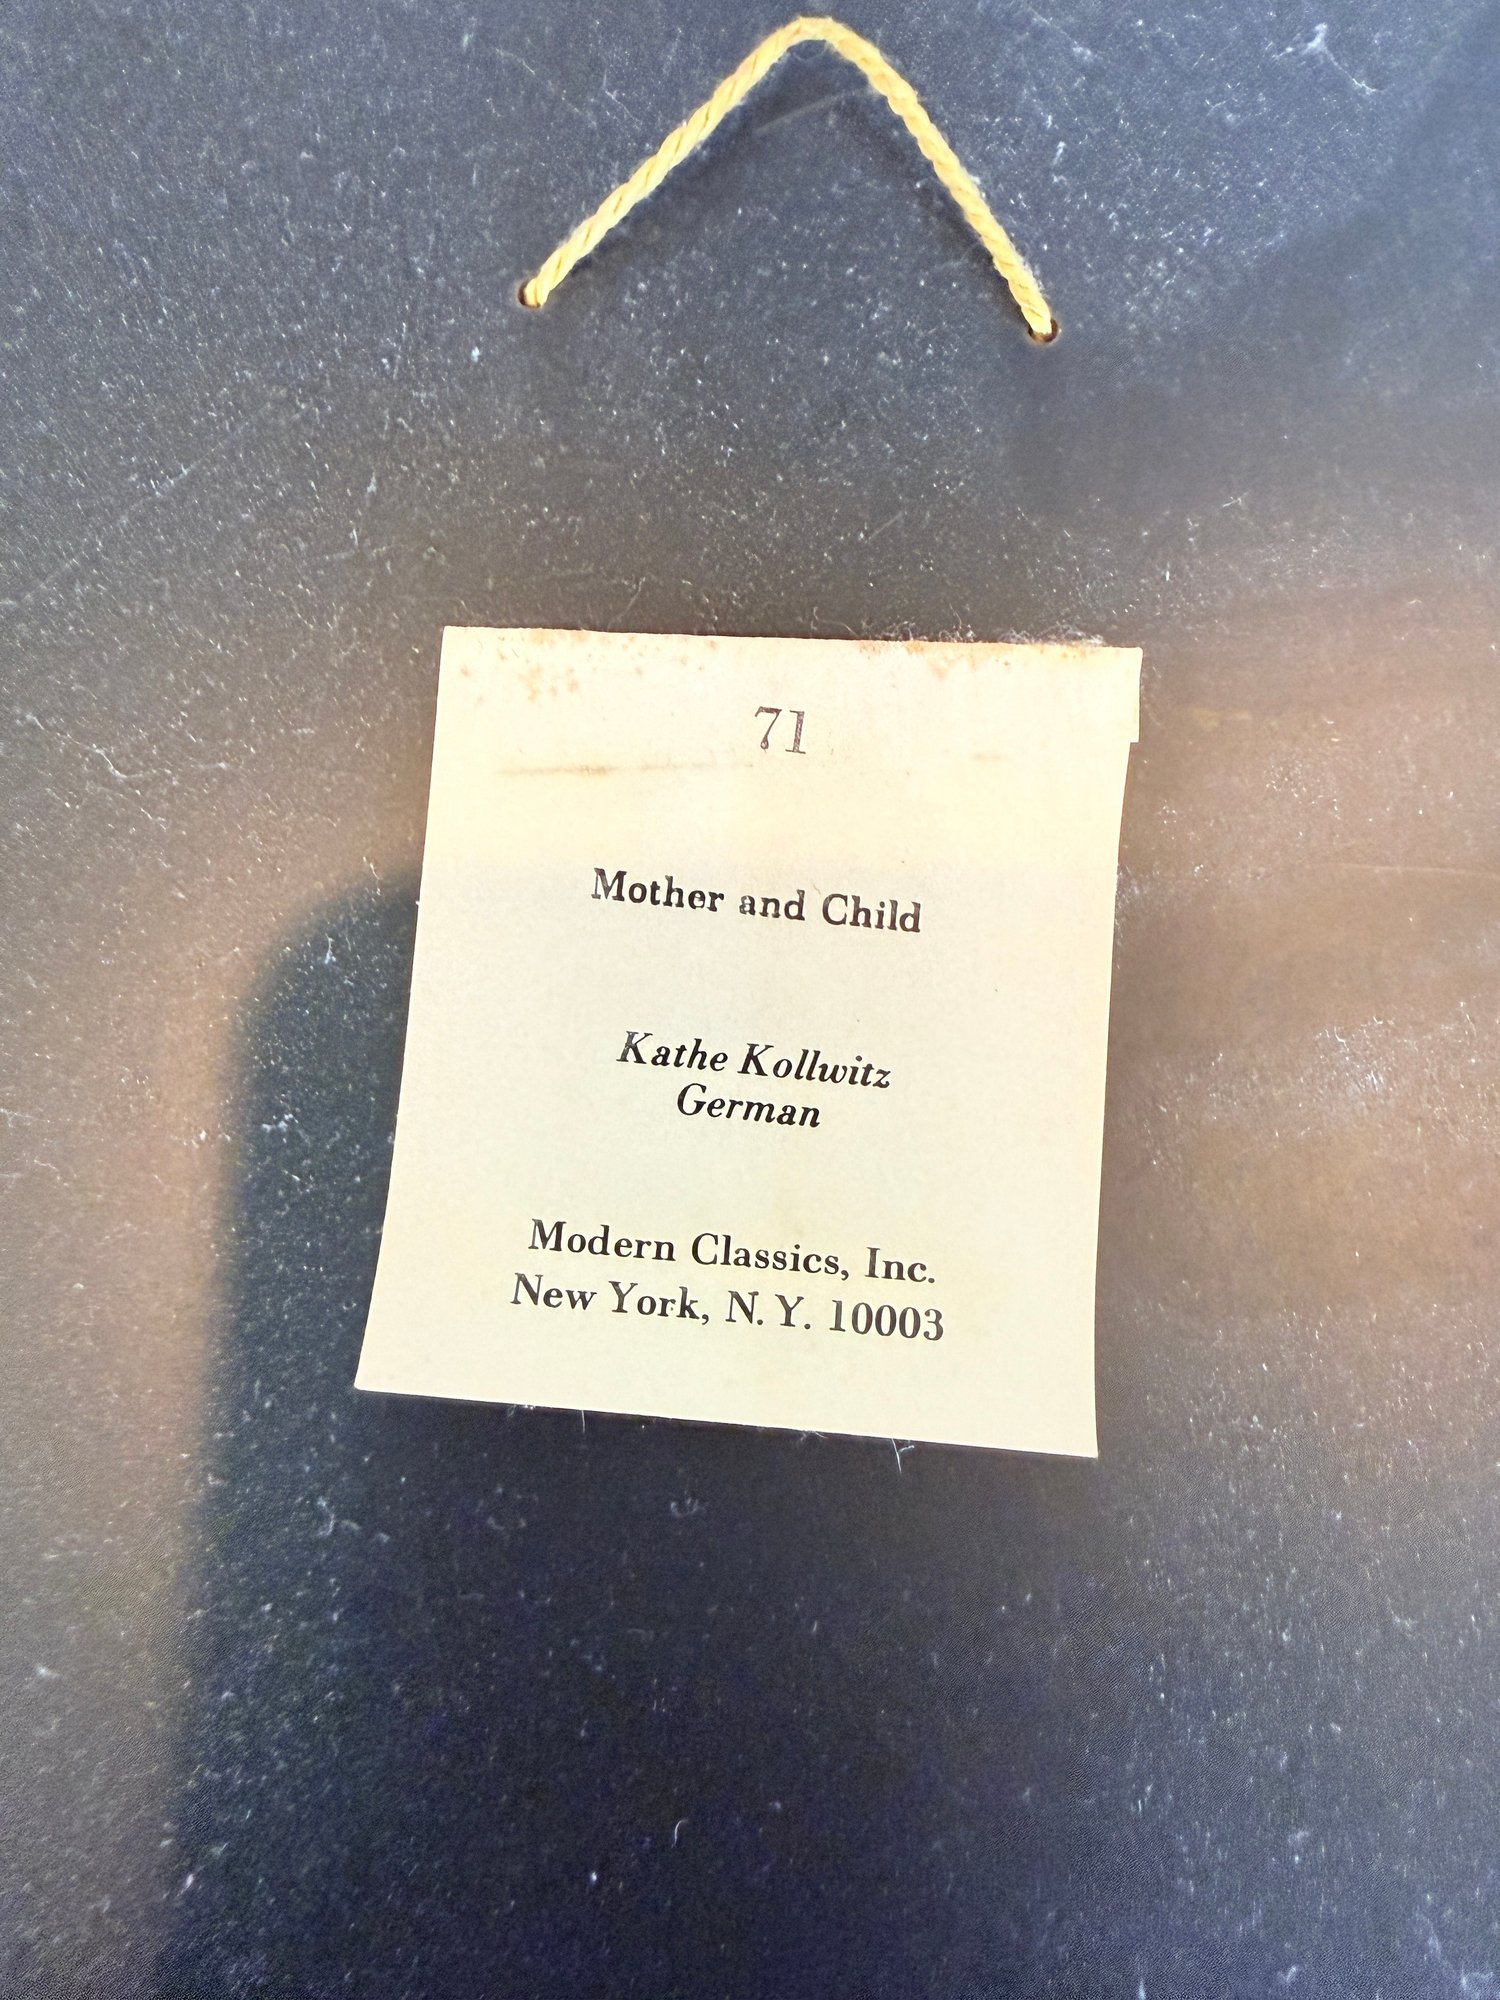 71
Mother and Child
Kathe Kollwitz
German
Modern Classics, Inc.
New York, N. Y. 10003